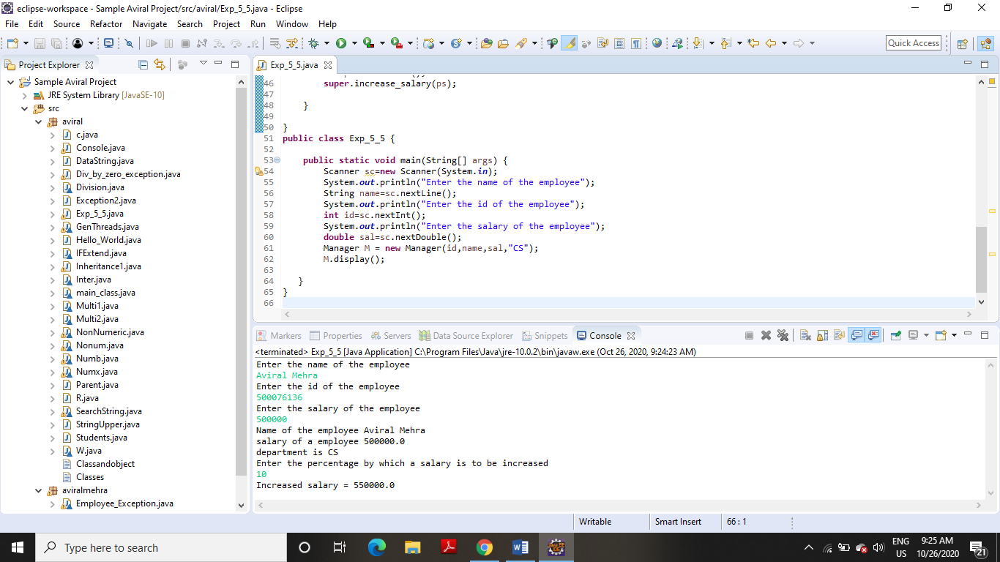 eclipse-workspace - Sample Aviral Project/src/aviral/Exp_5_5.java - Eclipse
File Edit Source Refactor Navigate Search Project Run Window Help
Quick Access
Project Explorer
Sample Aviral Project
JRE System Library [JavaSE-10]
src
aviral
c.java
Console.java
DataString.java
Div_by_zero_exception.java
Division.java
Exception2.java
Exp_5_5.java
GenThreads.java
Hello_World.java
IFExtend.java
Inheritance1.java
Inter.java
main_class.java
Multi1.java
Multi2.java
NonNumeric.java
Nonum.java
Numb.java
Numx.java
Parent.java
R.java
SearchString.java
StringUpper.java
Students.java
W.java
Classandobject
Classes
aviralmehra
Employee_Exception.java
Exp_5_5.java
46 super.increase_salary(ps);
47
48 }
49
50 }
51 public class Exp_5_5 {
52
53 public static void main(String[] args) {
54 Scanner sc=new Scanner(System.in);
55 System.out.println("Enter the name of the employee");
56 String name=sc.nextLine();
57 System.out.println("Enter the id of the employee");
58 int id=sc.nextInt();
59 System.out.println("Enter the salary of the employee");
60 double sal=sc.nextDouble();
61 Manager M = new Manager(id,name,sal,"CS");
62 M.display();
63
64 }
65 }
66
Markers Properties Servers Data Source Explorer Snippets Console
<terminated> Exp_5_5 [Java Application] C:\Program Files\Java\jre-10.0.2\bin\javaw.exe (Oct 26, 2020, 9:24:23 AM)
Enter the name of the employee
Aviral Mehra
Enter the id of the employee
500076136
Enter the salary of the employee
500000
Name of the employee Aviral Mehra
salary of a employee 500000.0
department is CS
Enter the percentage by which a salary is to be increased
10
Increased salary = 550000.0
Writable Smart Insert 66 : 1
Type here to search
ENG
US
9:25 AM
10/26/2020
21